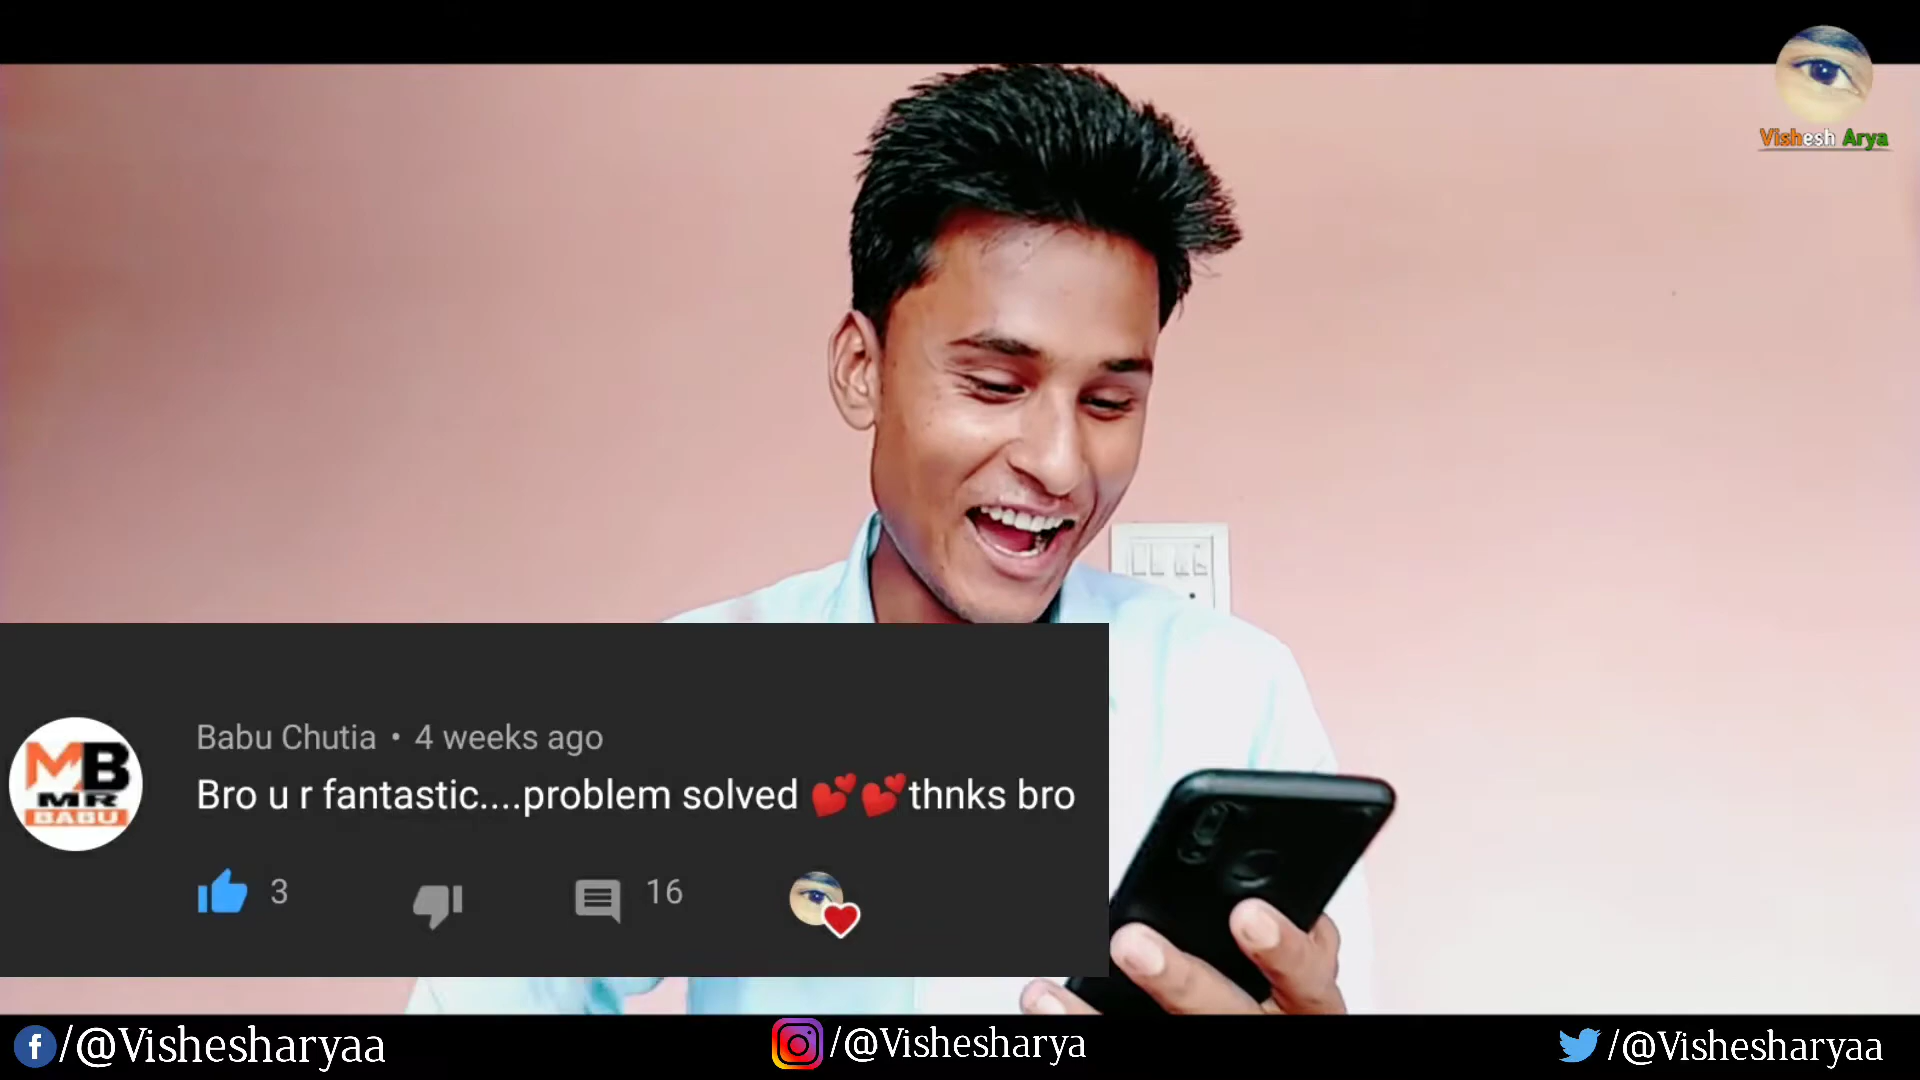 Vishesh Arya
Babu Chutia • 4 weeks ago
Bro u r fantastic....problem solved 💕💕thnks bro
MB
MR
BABU
3
16
/@Vishesharyaa
/@Vishesharya
/@Vishesharyaa